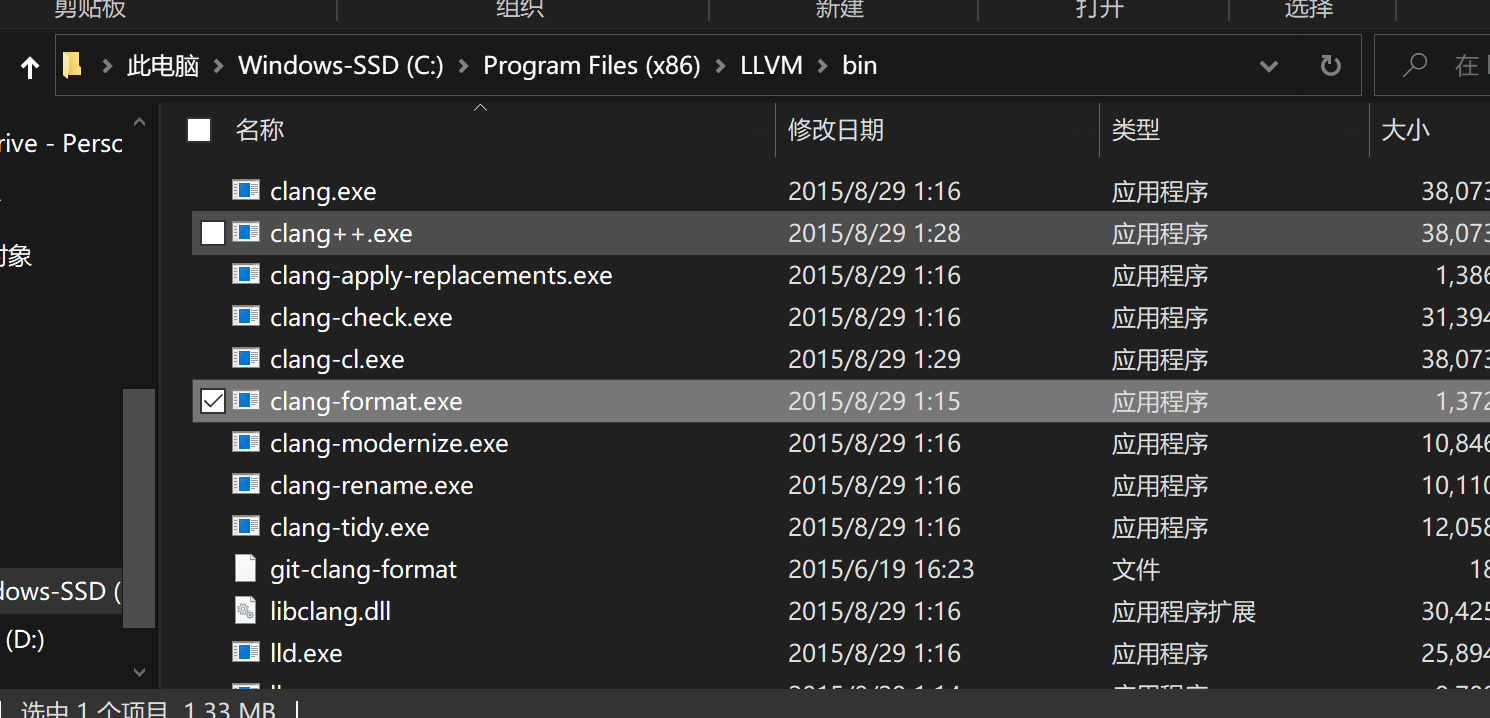 剪贴板 组织 新建 打开 选择
此电脑 Windows-SSD (C:) Program Files (x86) LLVM bin 在
rive - Perso
名称 修改日期 类型 大小
clang.exe 2015/8/29 1:16 应用程序 38,073
clang++.exe 2015/8/29 1:28 应用程序 38,073
对象
clang-apply-replacements.exe 2015/8/29 1:16 应用程序 1,386
clang-check.exe 2015/8/29 1:16 应用程序 31,394
clang-cl.exe 2015/8/29 1:29 应用程序 38,073
clang-format.exe 2015/8/29 1:15 应用程序 1,372
clang-modernize.exe 2015/8/29 1:16 应用程序 10,846
clang-rename.exe 2015/8/29 1:16 应用程序 10,110
clang-tidy.exe 2015/8/29 1:16 应用程序 12,058
git-clang-format 2015/6/19 16:23 文件 18
dows-SSD (
libclang.dll 2015/8/29 1:16 应用程序扩展 30,425
(D:)
lld.exe 2015/8/29 1:16 应用程序 25,894
选中 1 个项目 1.33 MB